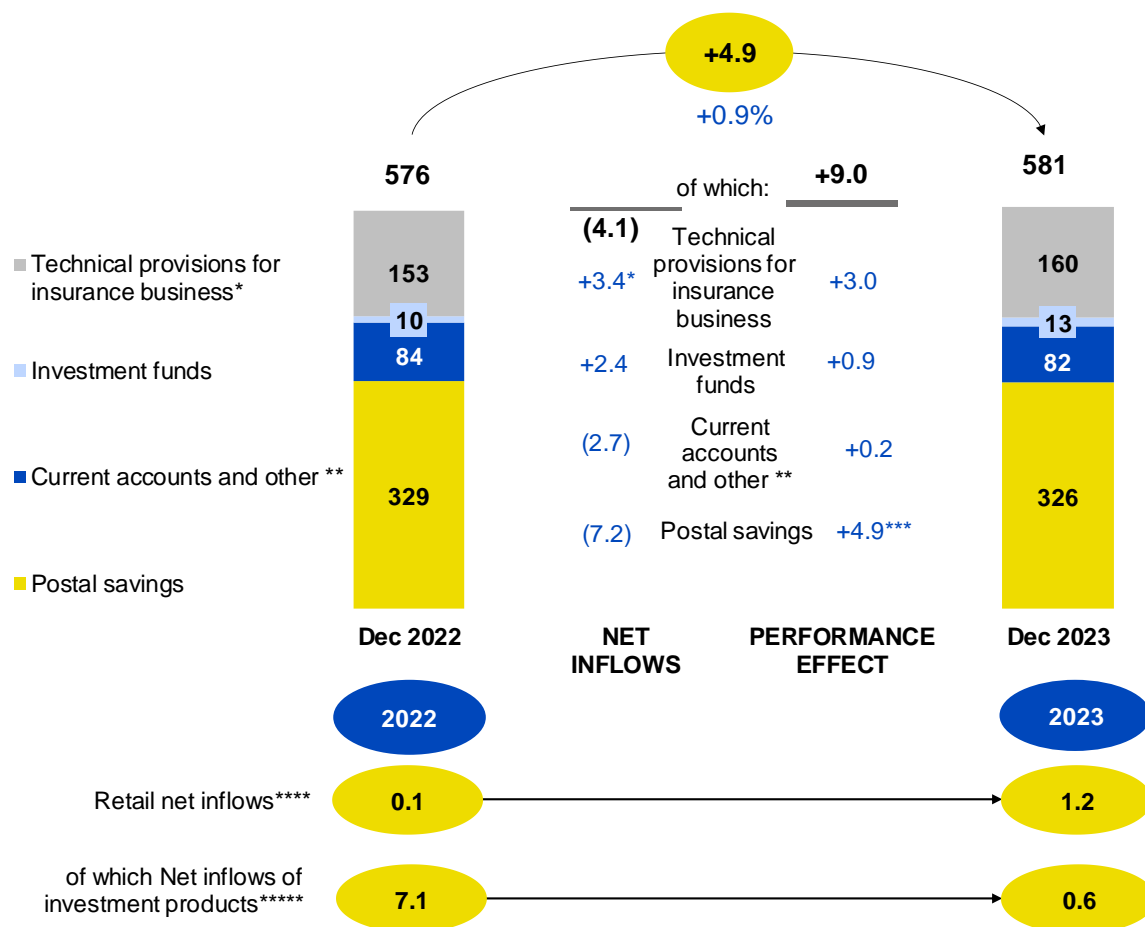 +4.9
+0.9%
576
581
of which:
+9.0
(4.1)
Technical
provisions for
insurance
business
+3.4*
+3.0
Technical provisions for
insurance business*
153
160
10
13
Investment funds
84
82
+2.4
Investment
funds
+0.9
(2.7)
Current
accounts
and other **
+0.2
Current accounts and other **
329
326
(7.2)
Postal savings
+4.9***
Postal savings
Dec 2022
NET
INFLOWS
PERFORMANCE
EFFECT
Dec 2023
2022
2023
Retail net inflows****
0.1
1.2
of which Net inflows of
investment products*****
7.1
0.6